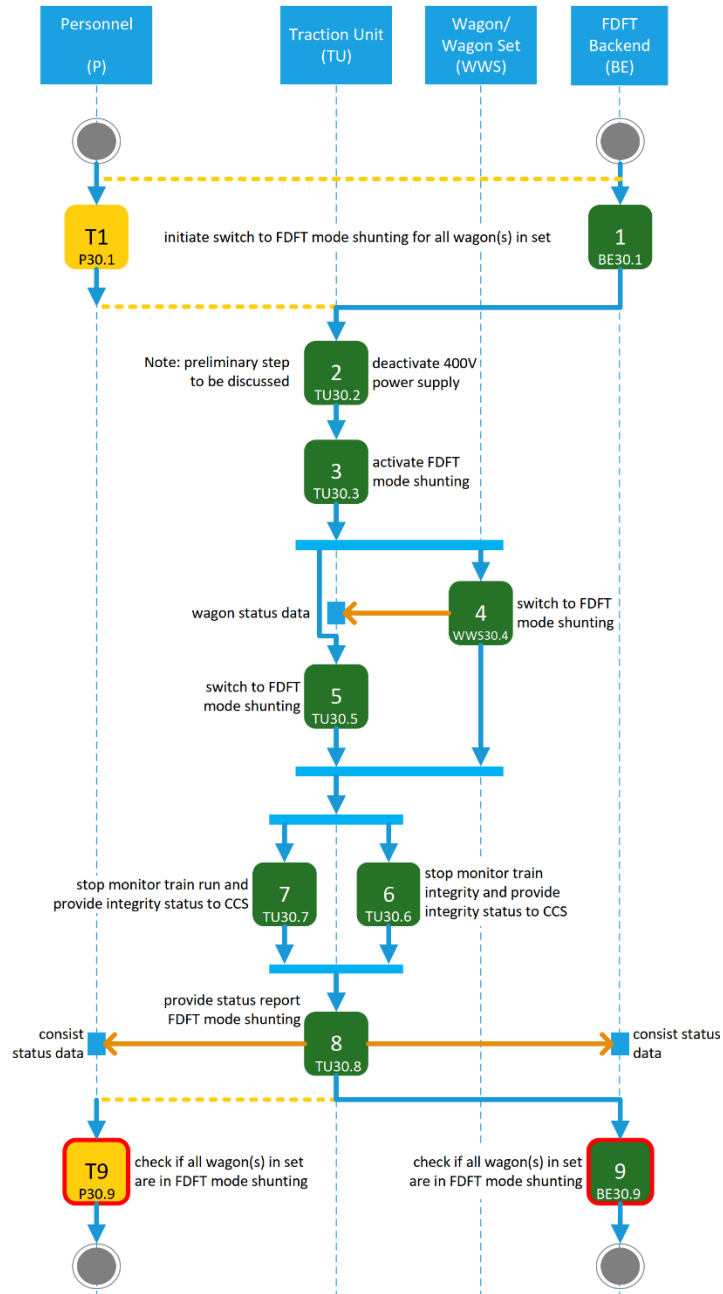 Personnel
(P)
Traction Unit
(TU)
Wagon/
Wagon Set
(WWS)
FDFT
Backend
(BE)
T1
P30.1
initiate switch to FDFT mode shunting for all wagon(s) in set
1
BE30.1
Note: preliminary step
to be discussed
2
TU30.2
deactivate 400V
power supply
3
TU30.3
activate FDFT
mode shunting
wagon status data
4
WWS30.4
switch to FDFT
mode shunting
switch to FDFT
mode shunting
5
TU30.5
stop monitor train run and
provide integrity status to CCS
7
TU30.7
6
TU30.6
stop monitor train
integrity and provide
integrity status to CCS
provide status report
FDFT mode shunting
consist
status data
8
TU30.8
consist status
data
T9
P30.9
check if all wagon(s) in set
are in FDFT mode shunting
check if all wagon(s) in set
are in FDFT mode shunting
9
BE30.9